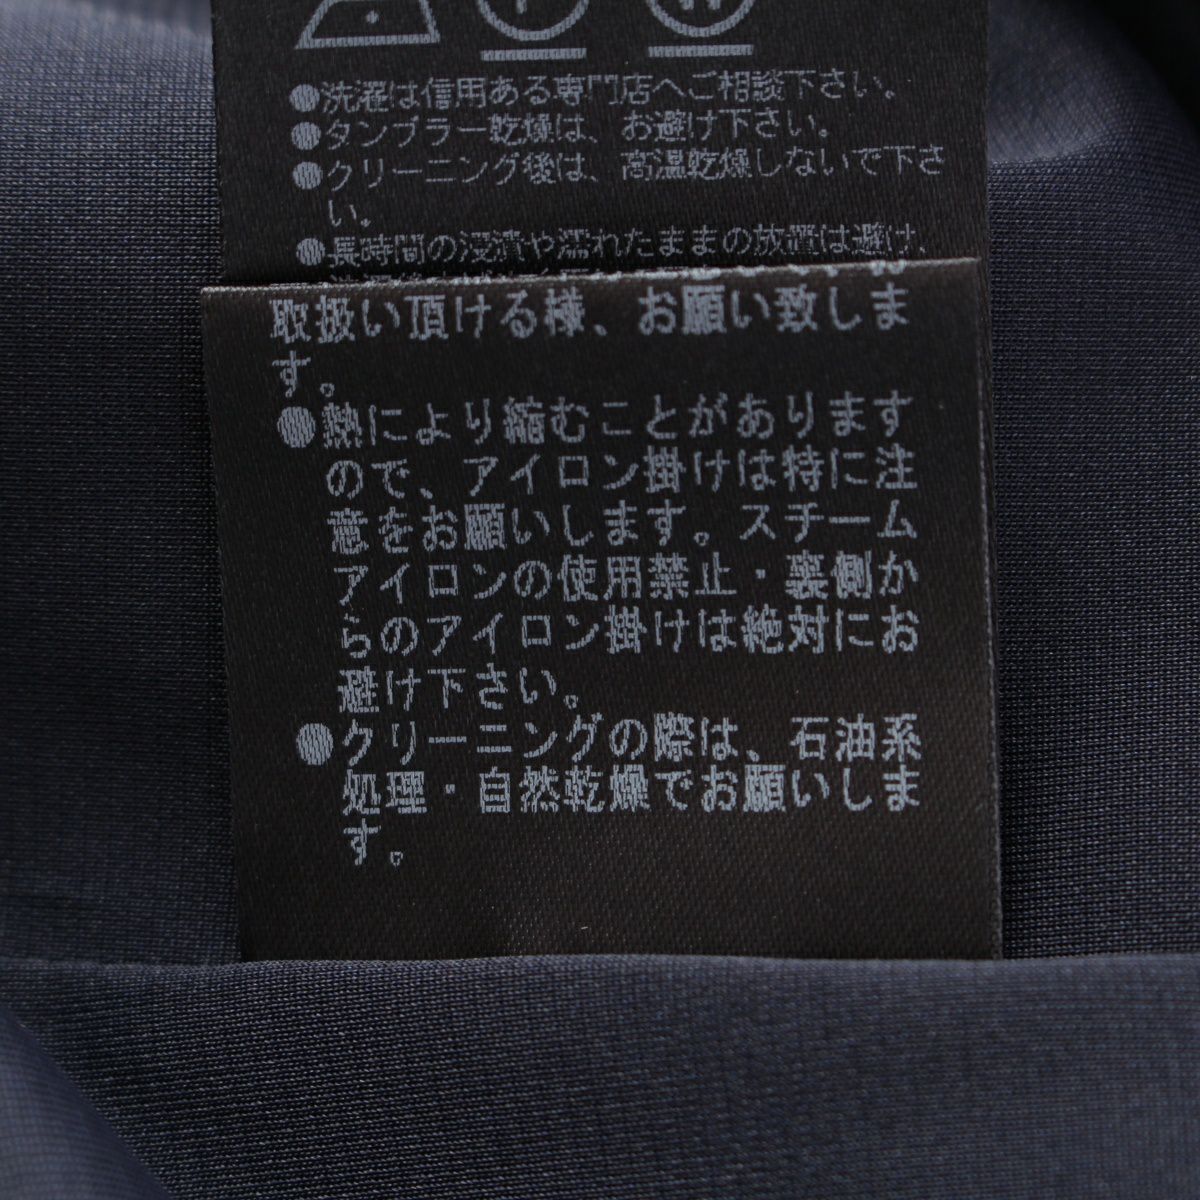 ●洗濯は信用ある専門店へご相談下さい。
●タンブラー乾燥は、お避け下さい。
●クリーニング後は、高温乾燥しないで下さ
い。
●長時間の浸漬や濡れたままの放置は避け、
取扱い頂ける様、お願い致しま
す。
●熱により縮むことがあります
ので、アイロン掛けは特に注
意をお願いします。スチーム
アイロンの使用禁止・裏側か
らのアイロン掛けは絶対にお
避け下さい。
●クリーニングの際は、石油系
処理・自然乾燥でお願いしま
す。